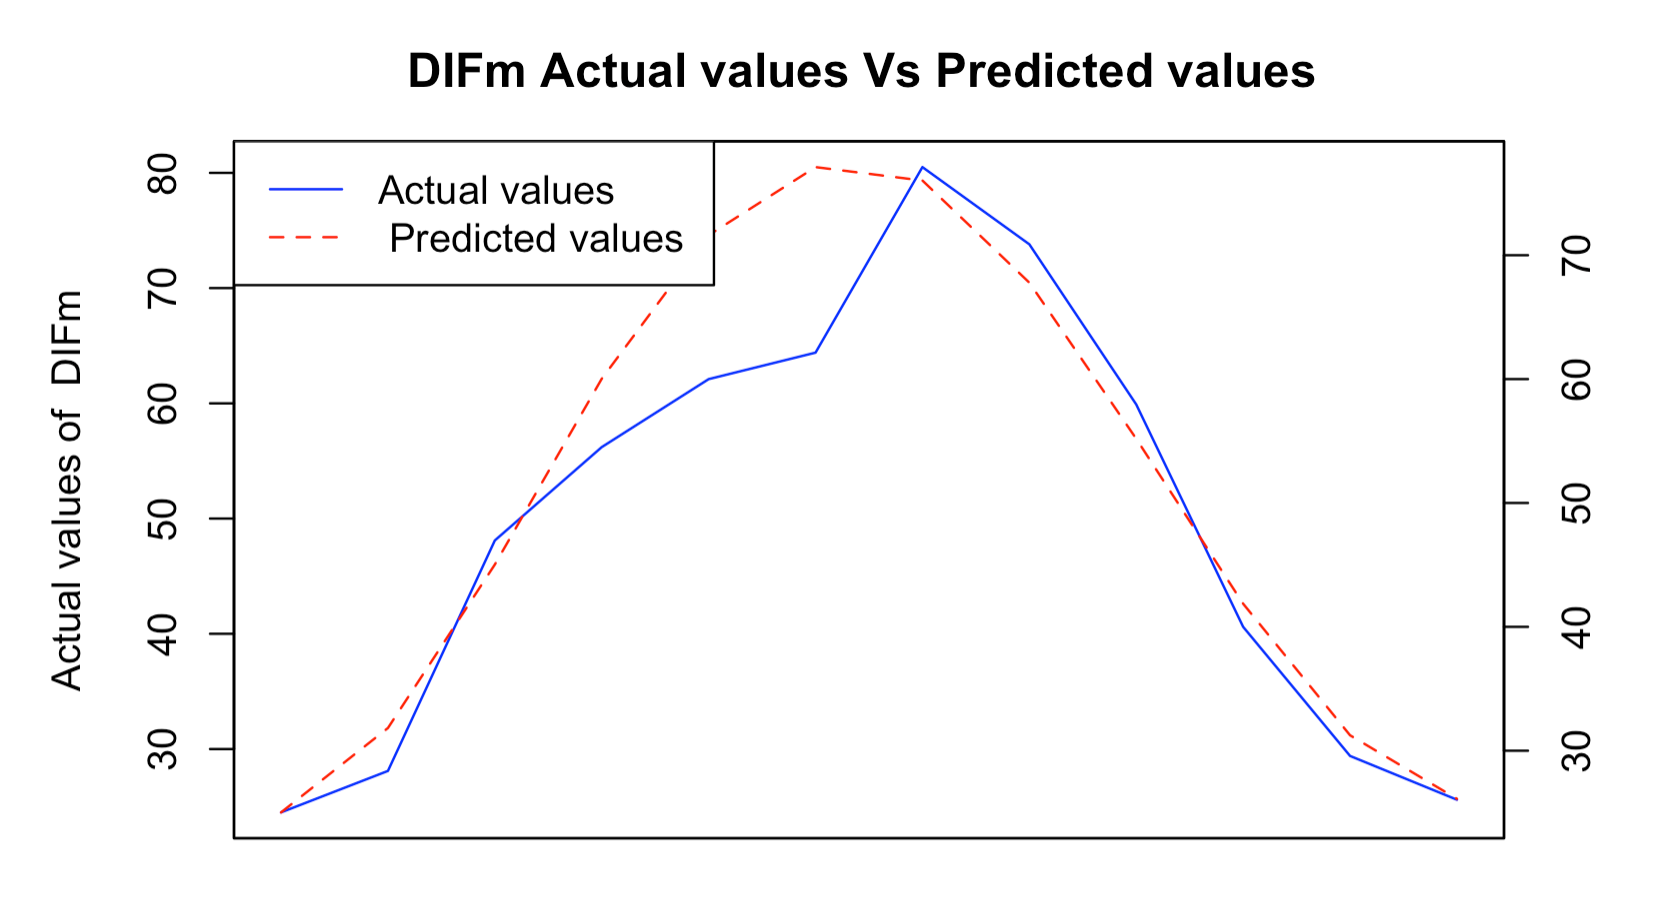 DIFm Actual values Vs Predicted values
Actual values
Predicted values
Actual values of DIFm
80
70
60
50
40
30
70
60
50
40
30